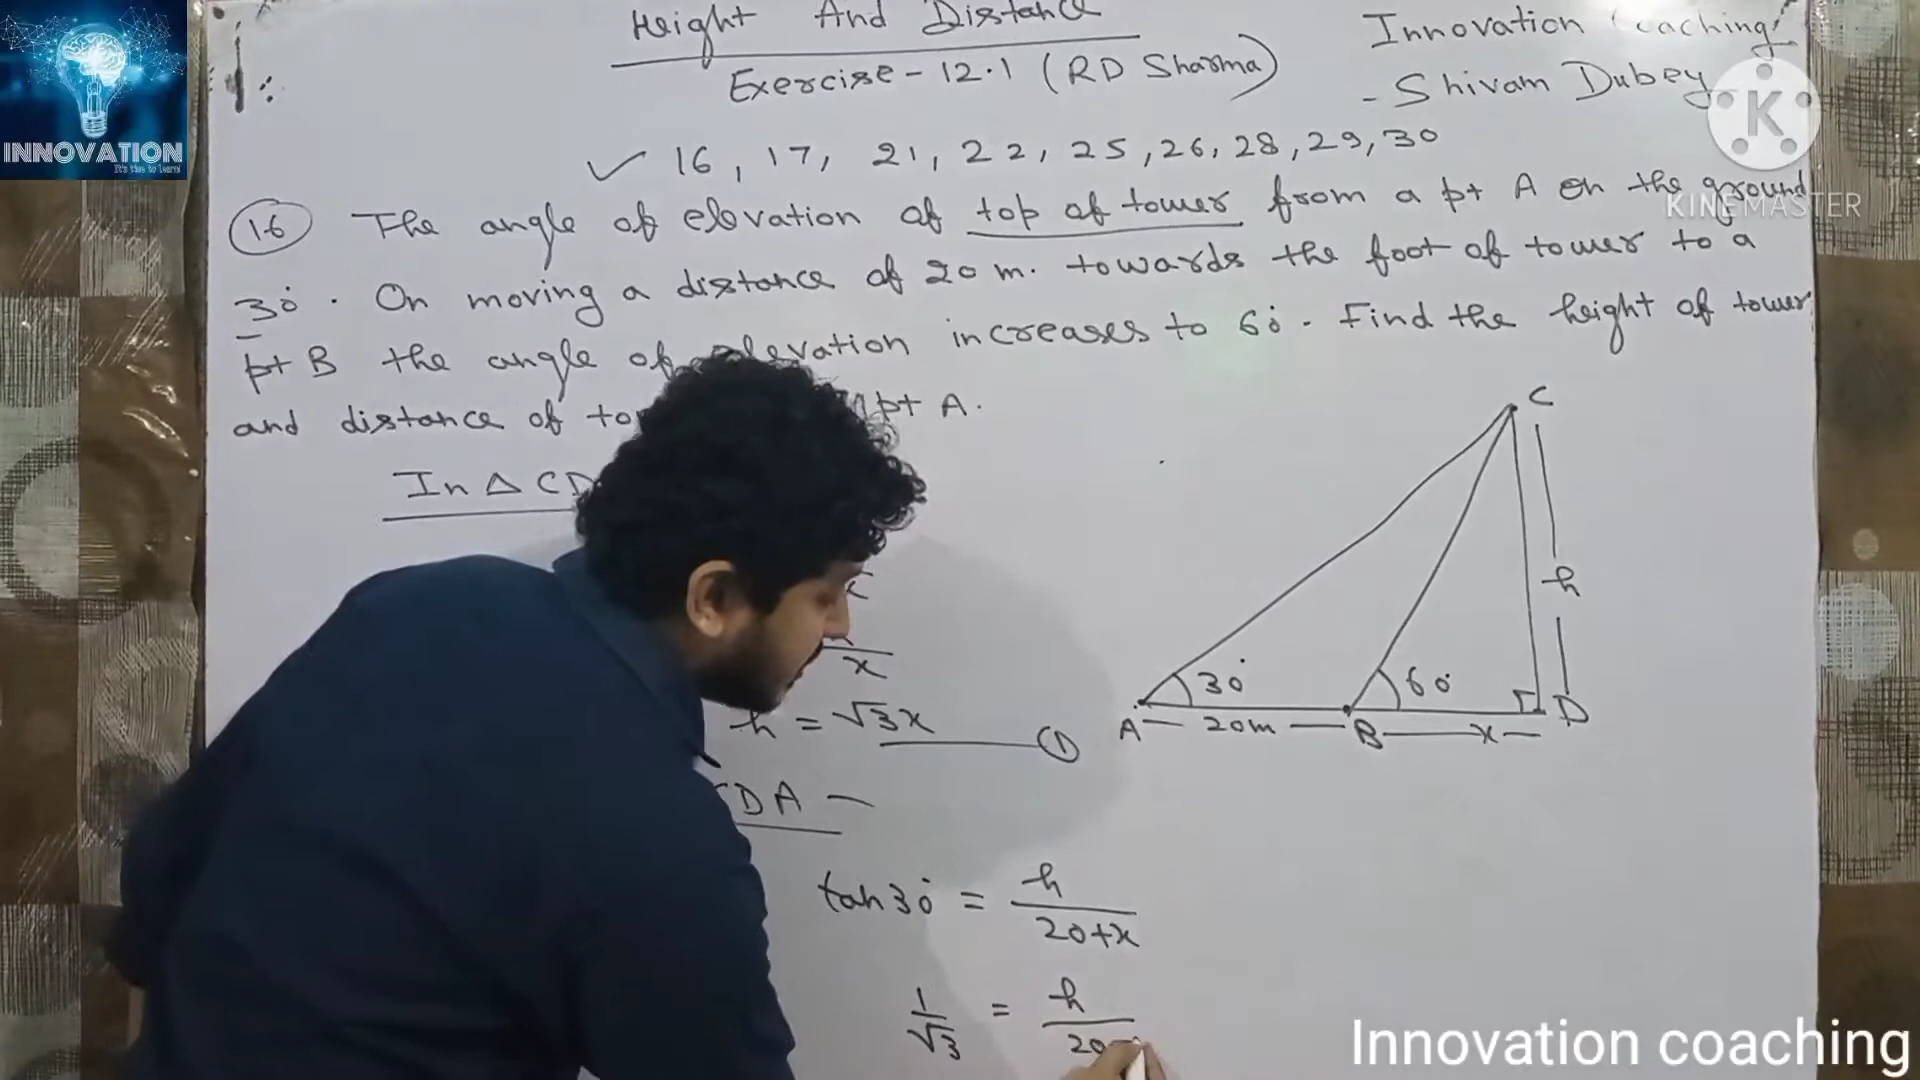 Height And Distance
Exercise - 12.1 (RD Sharma)
Innovation Coaching
- Shivam Dubey
INNOVATION
It's time to learn!
K
KINEMASTER
✓ 16, 17, 21, 22, 25, 26, 28, 29, 30
16 The angle of elevation of top of tower from a pt A on the ground
30°. On moving a distance of 20 m. towards the foot of tower to a
pt B the angle of elevation increases to 60°. Find the height of tower
and distance of pt A.
In △ CD
x
h = √3x ①
CDA —
tan 30° = h/20+x
1/√3 = h/20
C
h
30°
60°
A 20m B x D
Innovation coaching